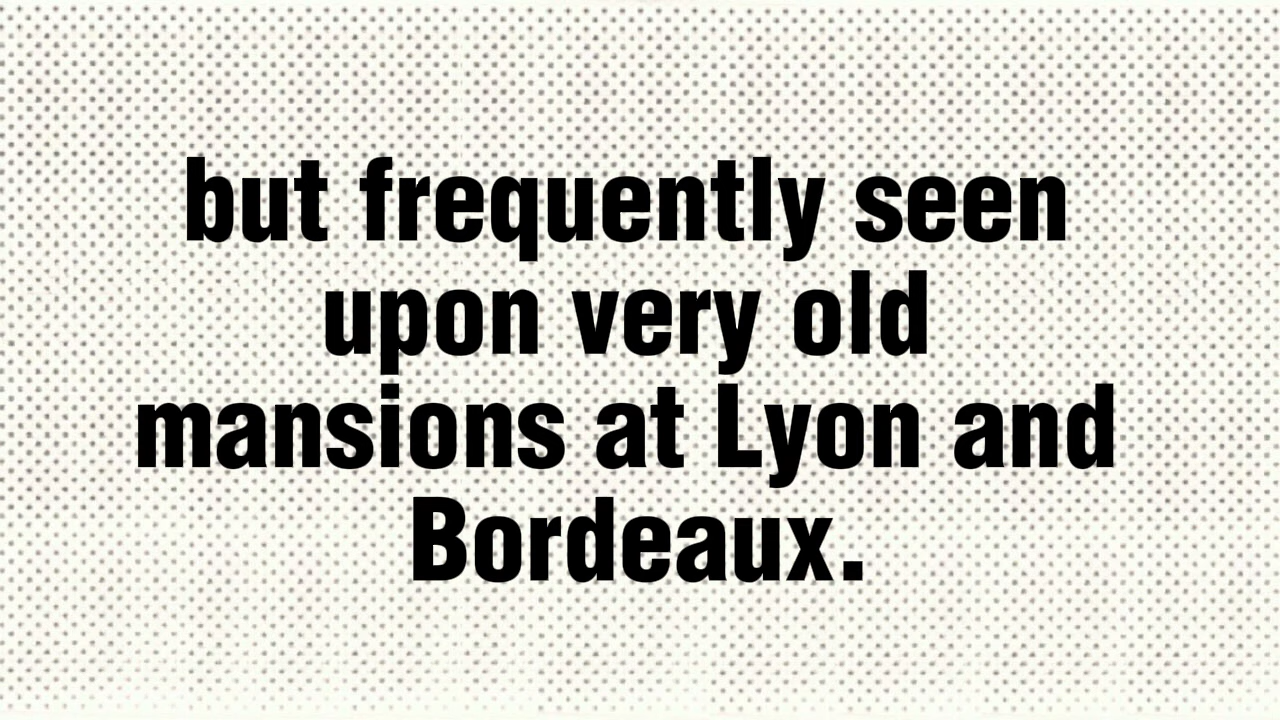 but frequently seen
upon very old
mansions at Lyon and
Bordeaux.